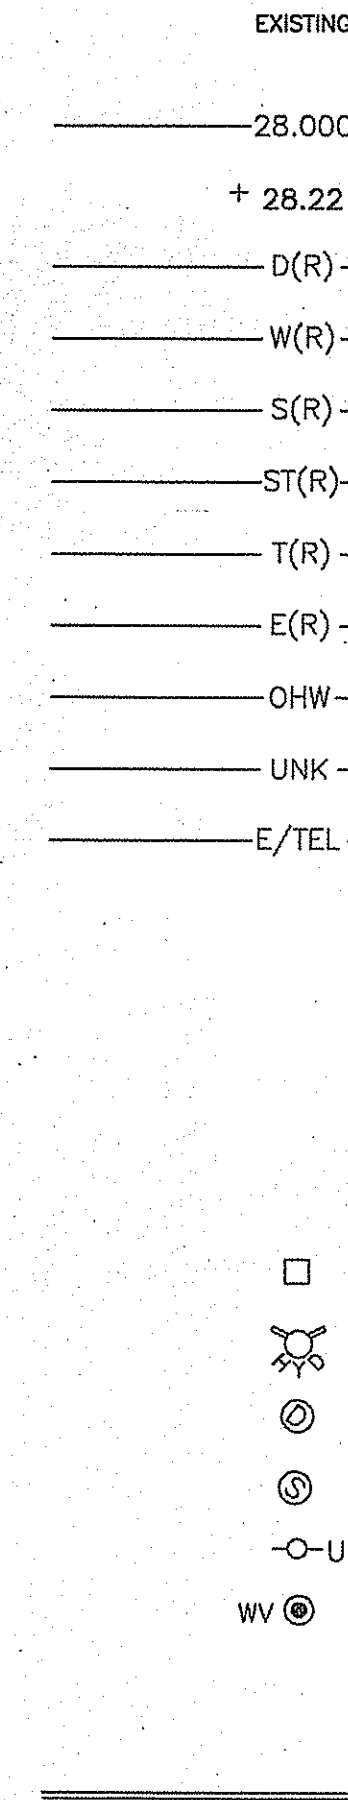 EXISTING
28.000
+ 28.22
D(R)
W(R)
S(R)
ST(R)
T(R)
E(R)
OHW
UNK
E/TEL
HYD
D
S
U
WV